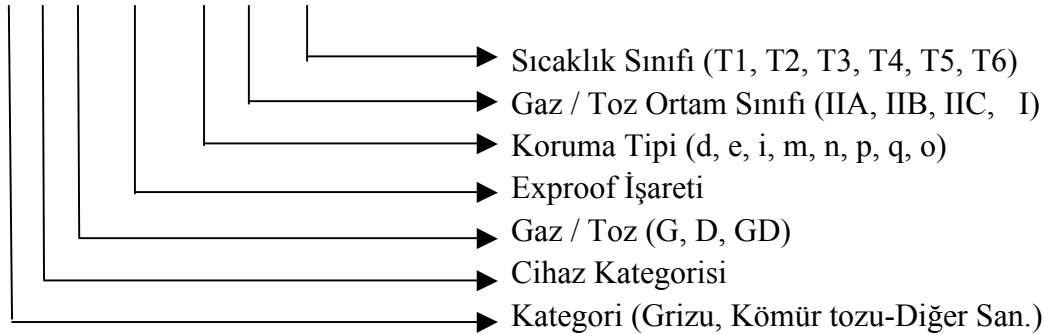 Sıcaklık Sınıfı (T1, T2, T3, T4, T5, T6)
Gaz / Toz Ortam Sınıfı (IIA, IIB, IIC, I)
Koruma Tipi (d, e, i, m, n, p, q, o)
Exproof İşareti
Gaz / Toz (G, D, GD)
Cihaz Kategorisi
Kategori (Grizu, Kömür tozu-Diğer San.)